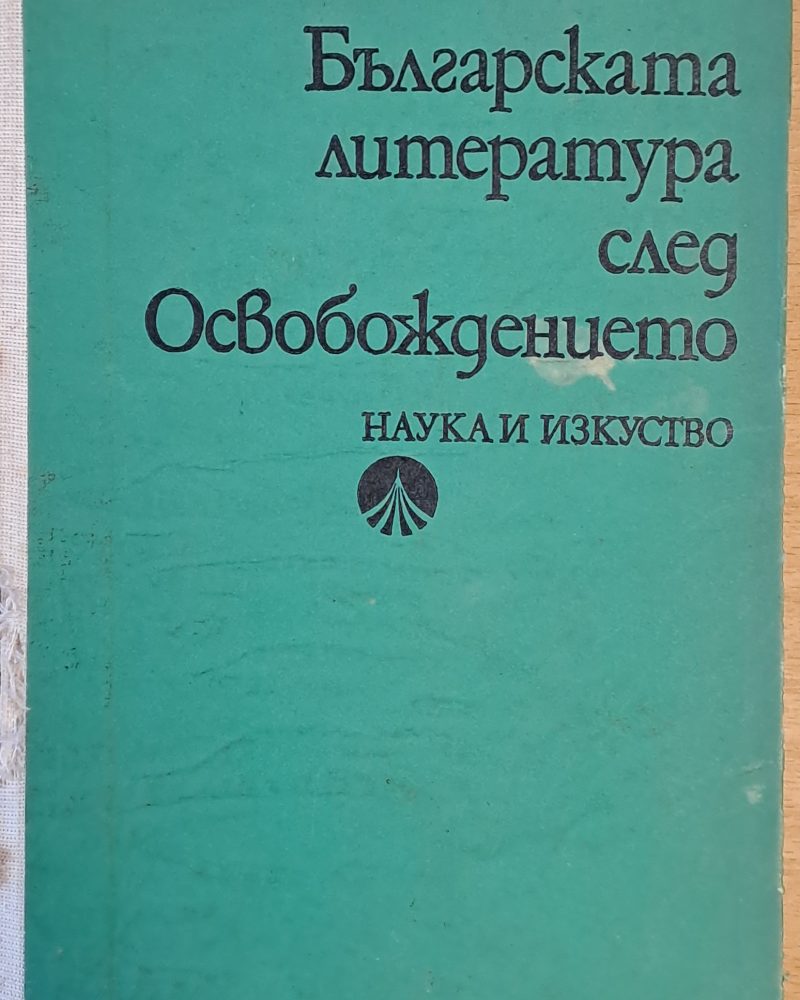 Българската
литература
след
Освобождението
НАУКА И ИЗКУСТВО